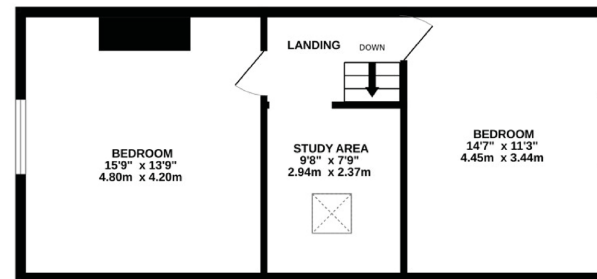 LANDING
DOWN
BEDROOM
15'9" x 13'9"
4.80m x 4.20m
STUDY AREA
9'8" x 7'9"
2.94m x 2.37m
BEDROOM
14'7" x 11'3"
4.45m x 3.44m